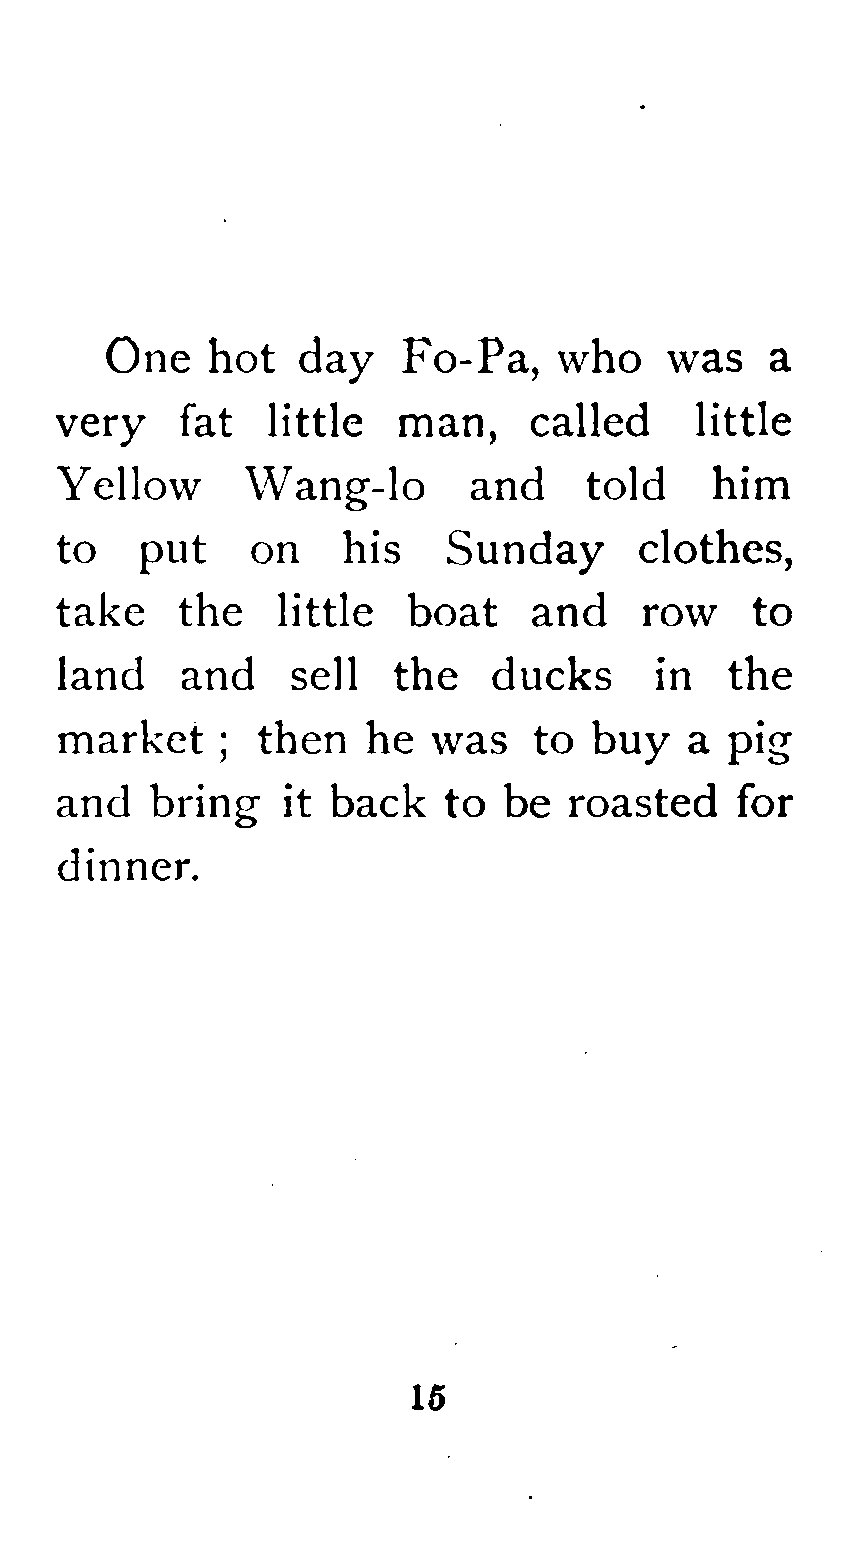 One hot day Fo-Pa, who was a
very fat little man, called little
Yellow Wang-lo and told him
to put on his Sunday clothes,
take the little boat and row to
land and sell the ducks in the
market ; then he was to buy a pig
and bring it back to be roasted for
dinner.
15